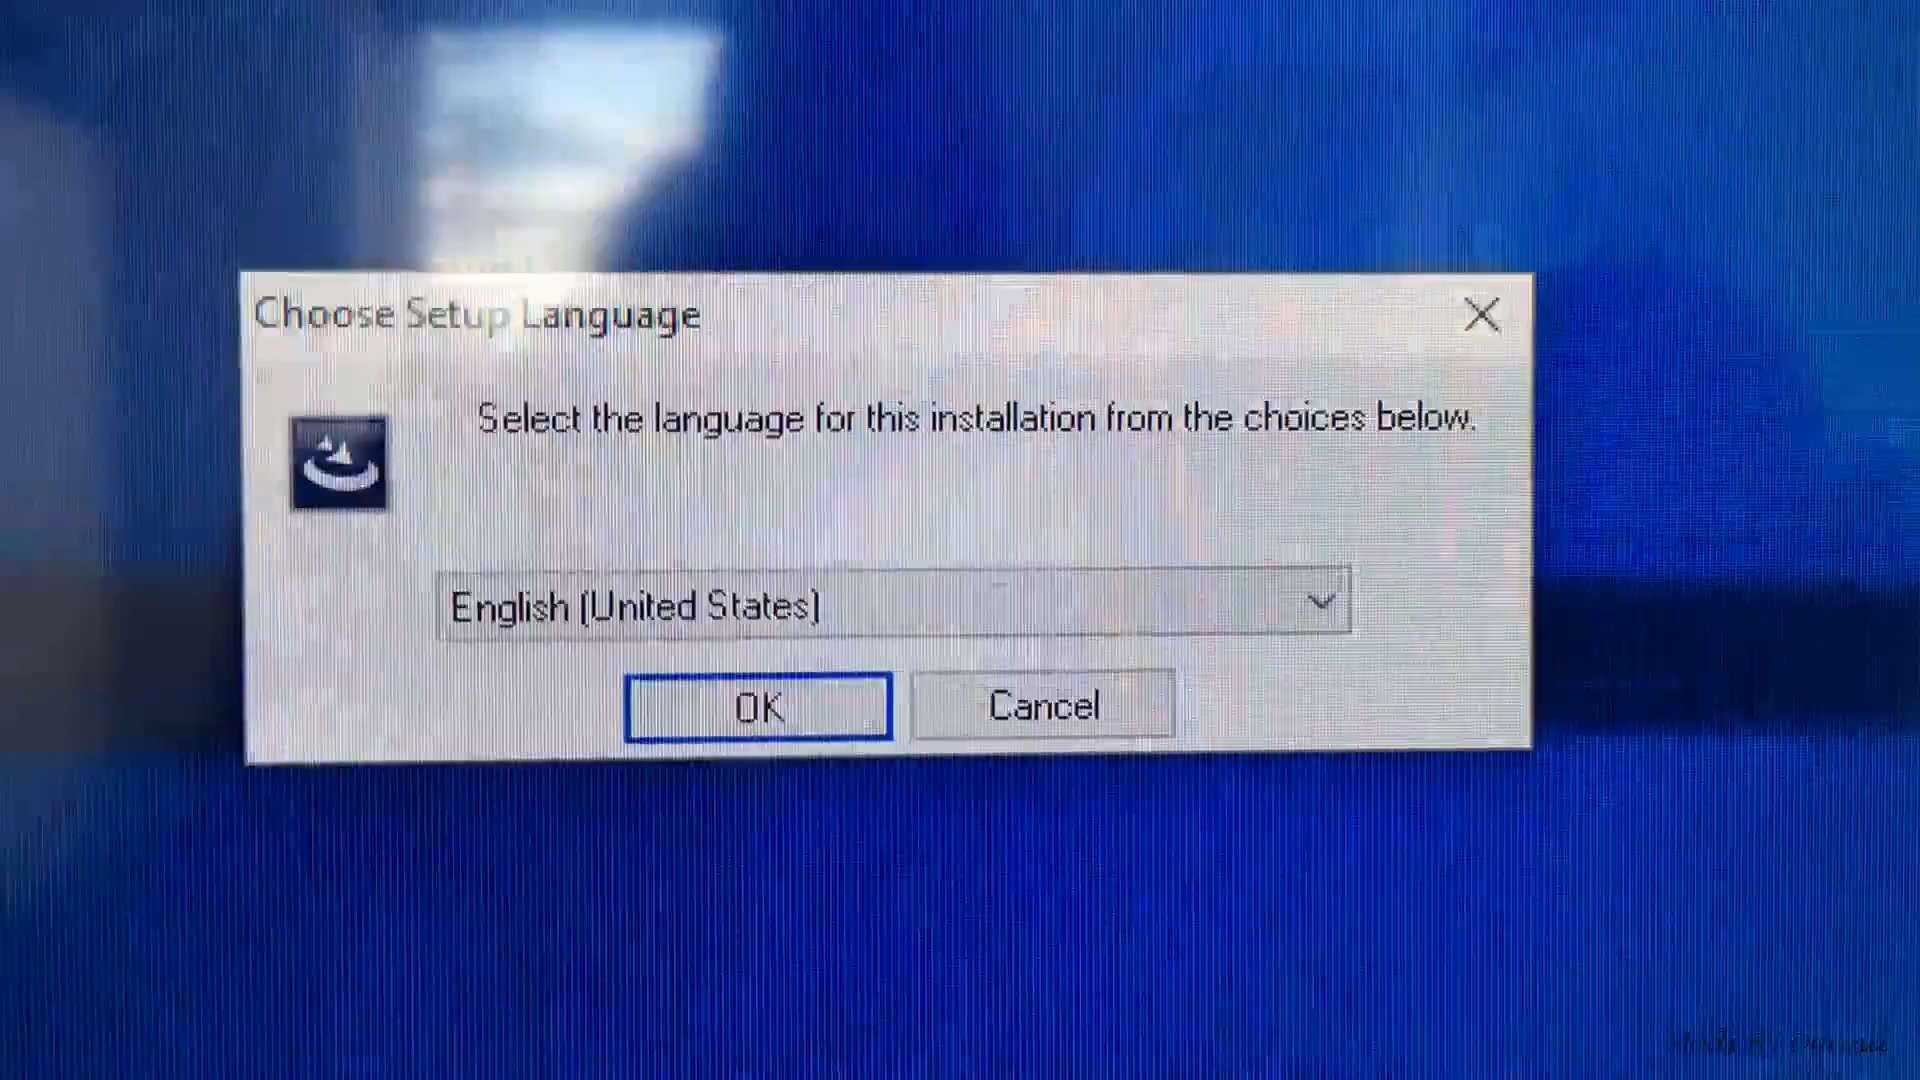 Choose Setup Language
Select the language for this installation from the choices below.
English (United States)
OK
Cancel